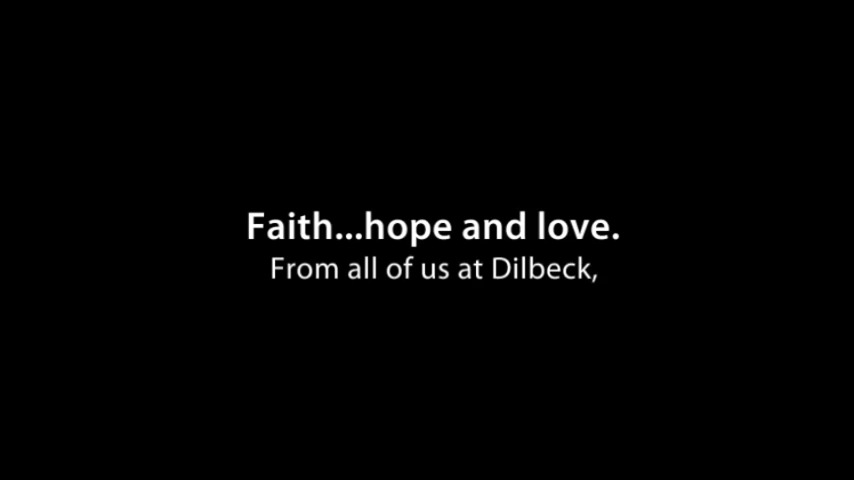 Faith...hope and love.
From all of us at Dilbeck,